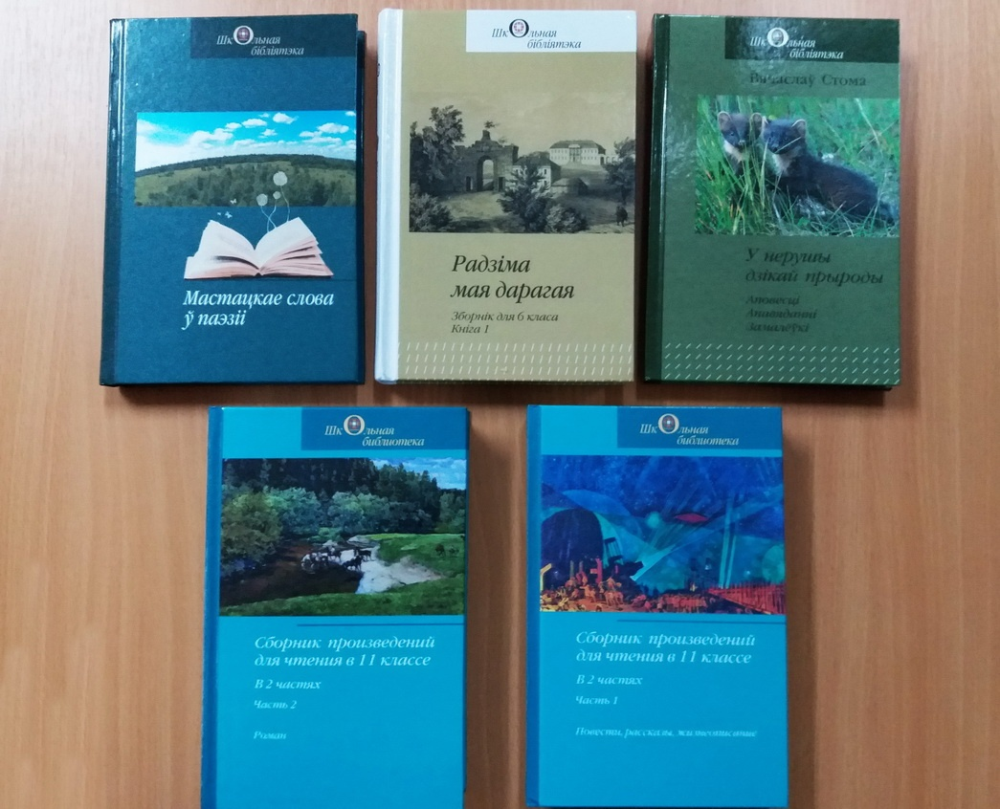 Школьная
бібліятэка
Мастацкае слова
ў паэзіі
Школьная
бібліятэка
Радзіма
мая дарагая
Зборнік для 6 класа
Кніга 1
Школьная
бібліятэка
Вячаслаў Стома
У нерушы
дзікай прыроды
Аповесці
Апавяданні
Замалёўкі
Школьная
библиотека
Сборник произведений
для чтения в 11 классе
В 2 частях
Часть 2
Роман
Школьная
библиотека
Сборник произведений
для чтения в 11 классе
В 2 частях
Часть 1
Повести, рассказы, жизнеописание